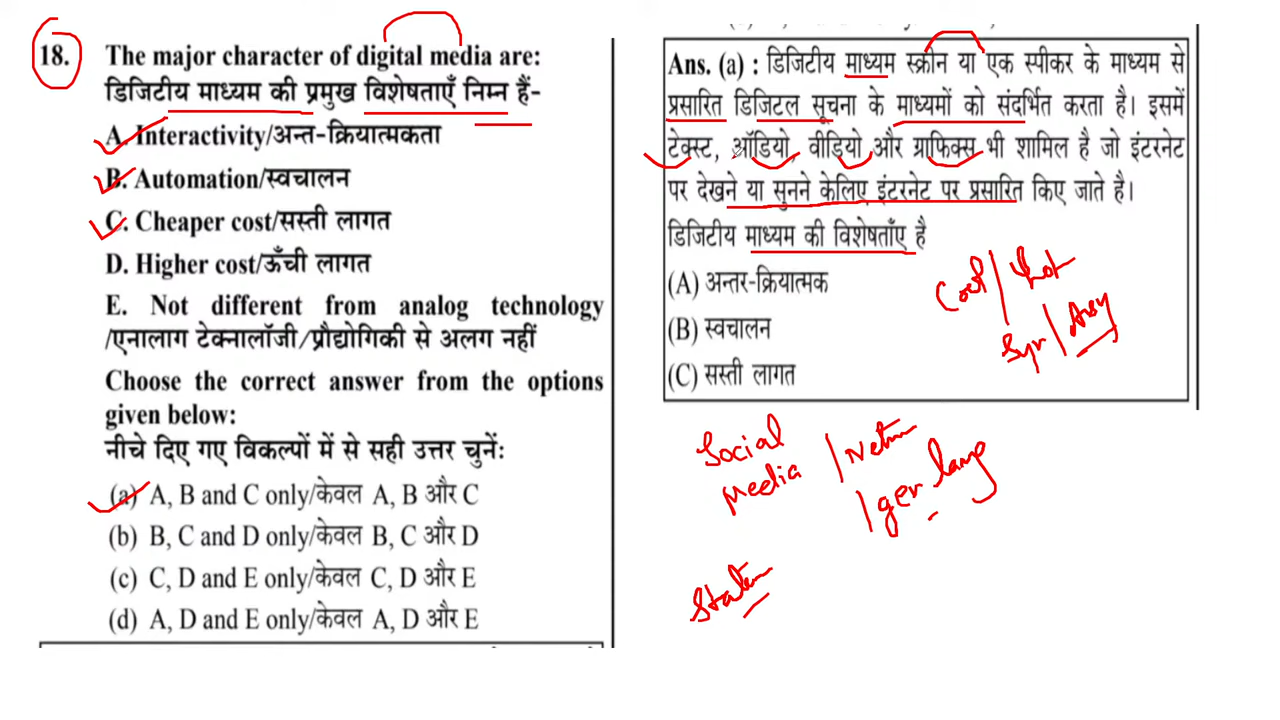 18. The major character of digital media are:
डिजिटीय माध्यम की प्रमुख विशेषताएँ निम्न हैं-
A. Interactivity/अन्त-क्रियात्मकता
B. Automation/स्वचालन
C. Cheaper cost/सस्ती लागत
D. Higher cost/ऊँची लागत
E. Not different from analog technology
/एनालाग टेक्नालॉजी/प्रौद्योगिकी से अलग नहीं
Choose the correct answer from the options
given below:
नीचे दिए गए विकल्पों में से सही उत्तर चुनें:
(a) A, B and C only/केवल A, B और C
(b) B, C and D only/केवल B, C और D
(c) C, D and E only/केवल C, D और E
(d) A, D and E only/केवल A, D और E
Ans. (a) : डिजिटीय माध्यम स्क्रीन या एक स्पीकर के माध्यम से
प्रसारित डिजिटल सूचना के माध्यमों को संदर्भित करता है। इसमें
टेक्स्ट, ऑडियो, वीडियो और ग्राफिक्स भी शामिल है जो इंटरनेट
पर देखने या सुनने केलिए इंटरनेट पर प्रसारित किए जाते है।
डिजिटीय माध्यम की विशेषताँए है
(A) अन्तर-क्रियात्मक
(B) स्वचालन
(C) सस्ती लागत
Social
Media